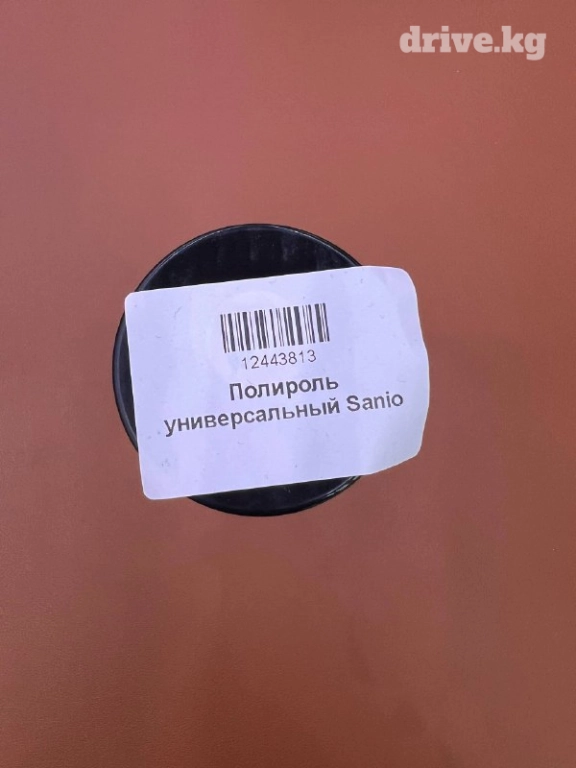 drive.kg
12443813
Полироль
универсальный Sanio